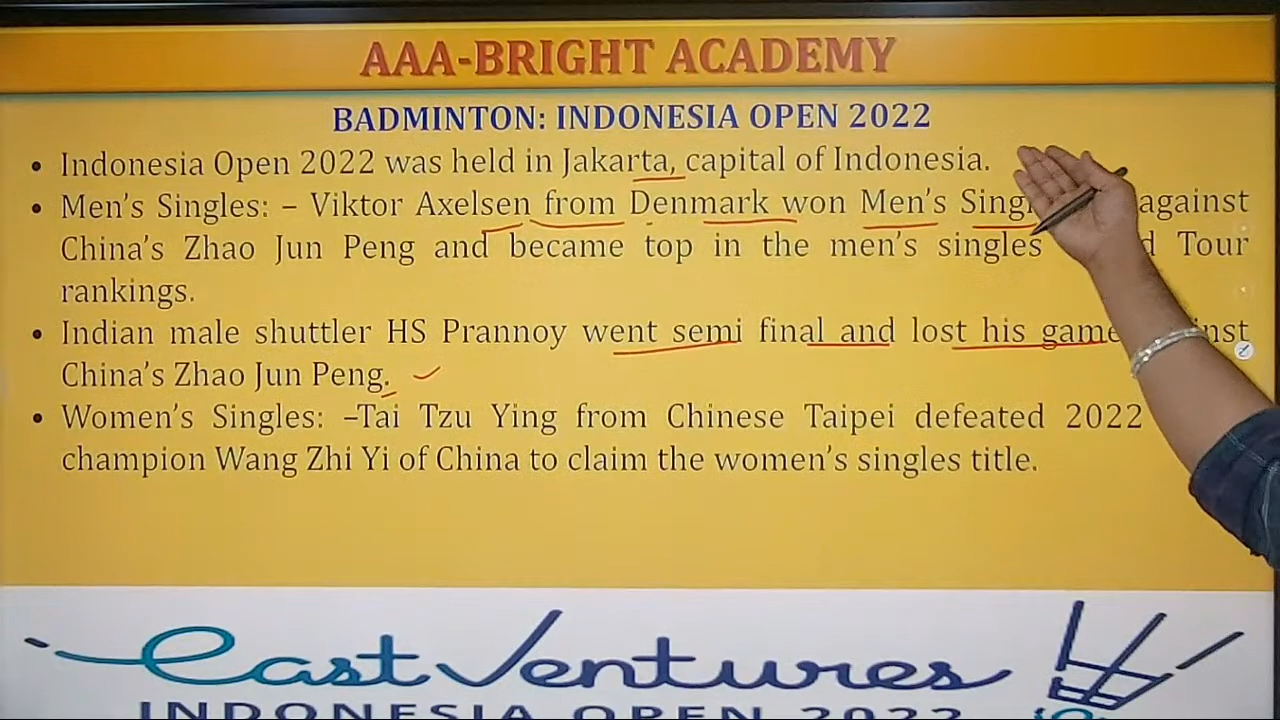 AAA-BRIGHT ACADEMY
BADMINTON: INDONESIA OPEN 2022
• Indonesia Open 2022 was held in Jakarta, capital of Indonesia.
• Men's Singles: – Viktor Axelsen from Denmark won Men's against
China's Zhao Jun Peng and became top in the men's singles Tour
rankings.
• Indian male shuttler HS Prannoy went semi final and lost his game
China's Zhao Jun Peng.
• Women's Singles: –Tai Tzu Ying from Chinese Taipei defeated 2022
champion Wang Zhi Yi of China to claim the women's singles title.
East Ventures
INDONESIA OPEN 2022